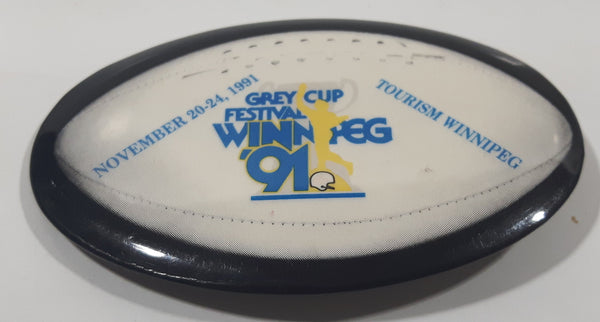 NOVEMBER 20-24, 1991
GREY CUP
FESTIVAL
WINNIPEG
'91
TOURISM WINNIPEG